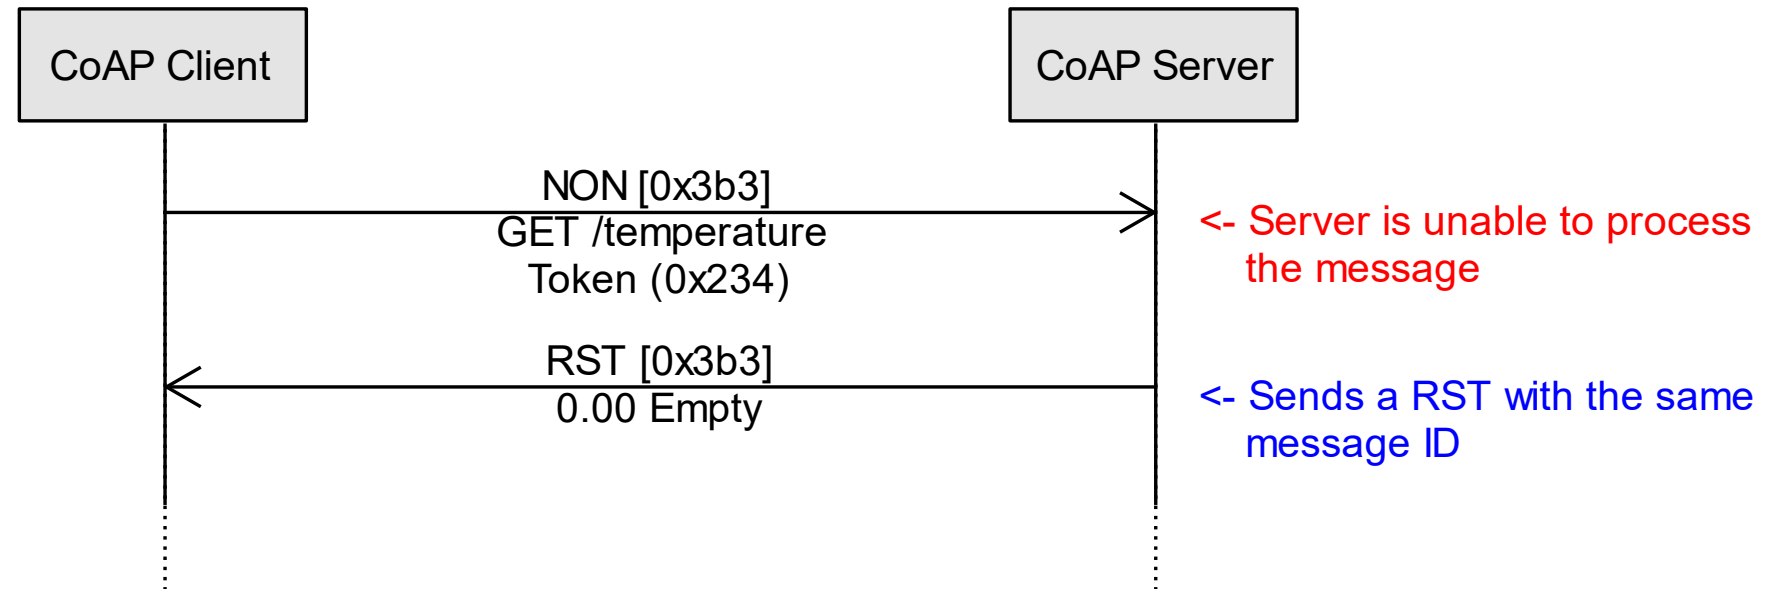 CoAP Client
CoAP Server
NON [0x3b3]
GET /temperature
Token (0x234)
<- Server is unable to process
the message
RST [0x3b3]
0.00 Empty
<- Sends a RST with the same
message ID